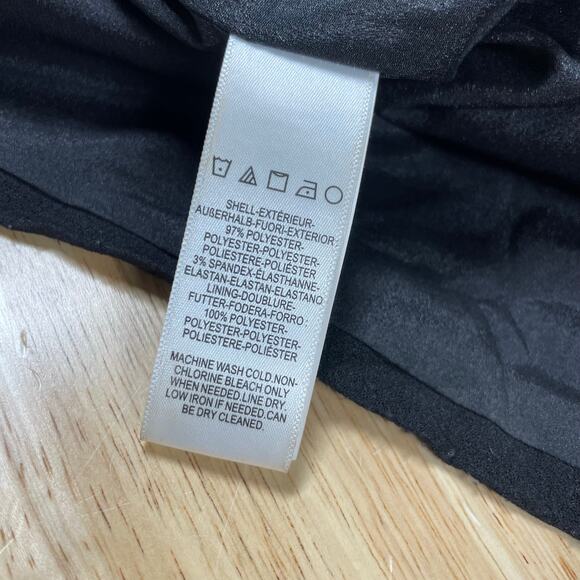 SHELL-EXTÉRIEUR-
AUßERHALB-FUORI-EXTERIOR:
97% POLYESTER-
POLYESTER-POLYESTER-
POLIESTERE-POLIÉSTER
3% SPANDEX-ÉLASTHANNE-
ELASTAN-ELASTAN-ELASTANO
LINING-DOUBLURE-
FUTTER-FODERA-FORRO :
100% POLYESTER-
POLYESTER-POLYESTER-
POLIESTERE-POLIÉSTER
MACHINE WASH COLD.NON-
CHLORINE BLEACH ONLY
WHEN NEEDED.LINE DRY.
LOW IRON IF NEEDED.CAN
BE DRY CLEANED.